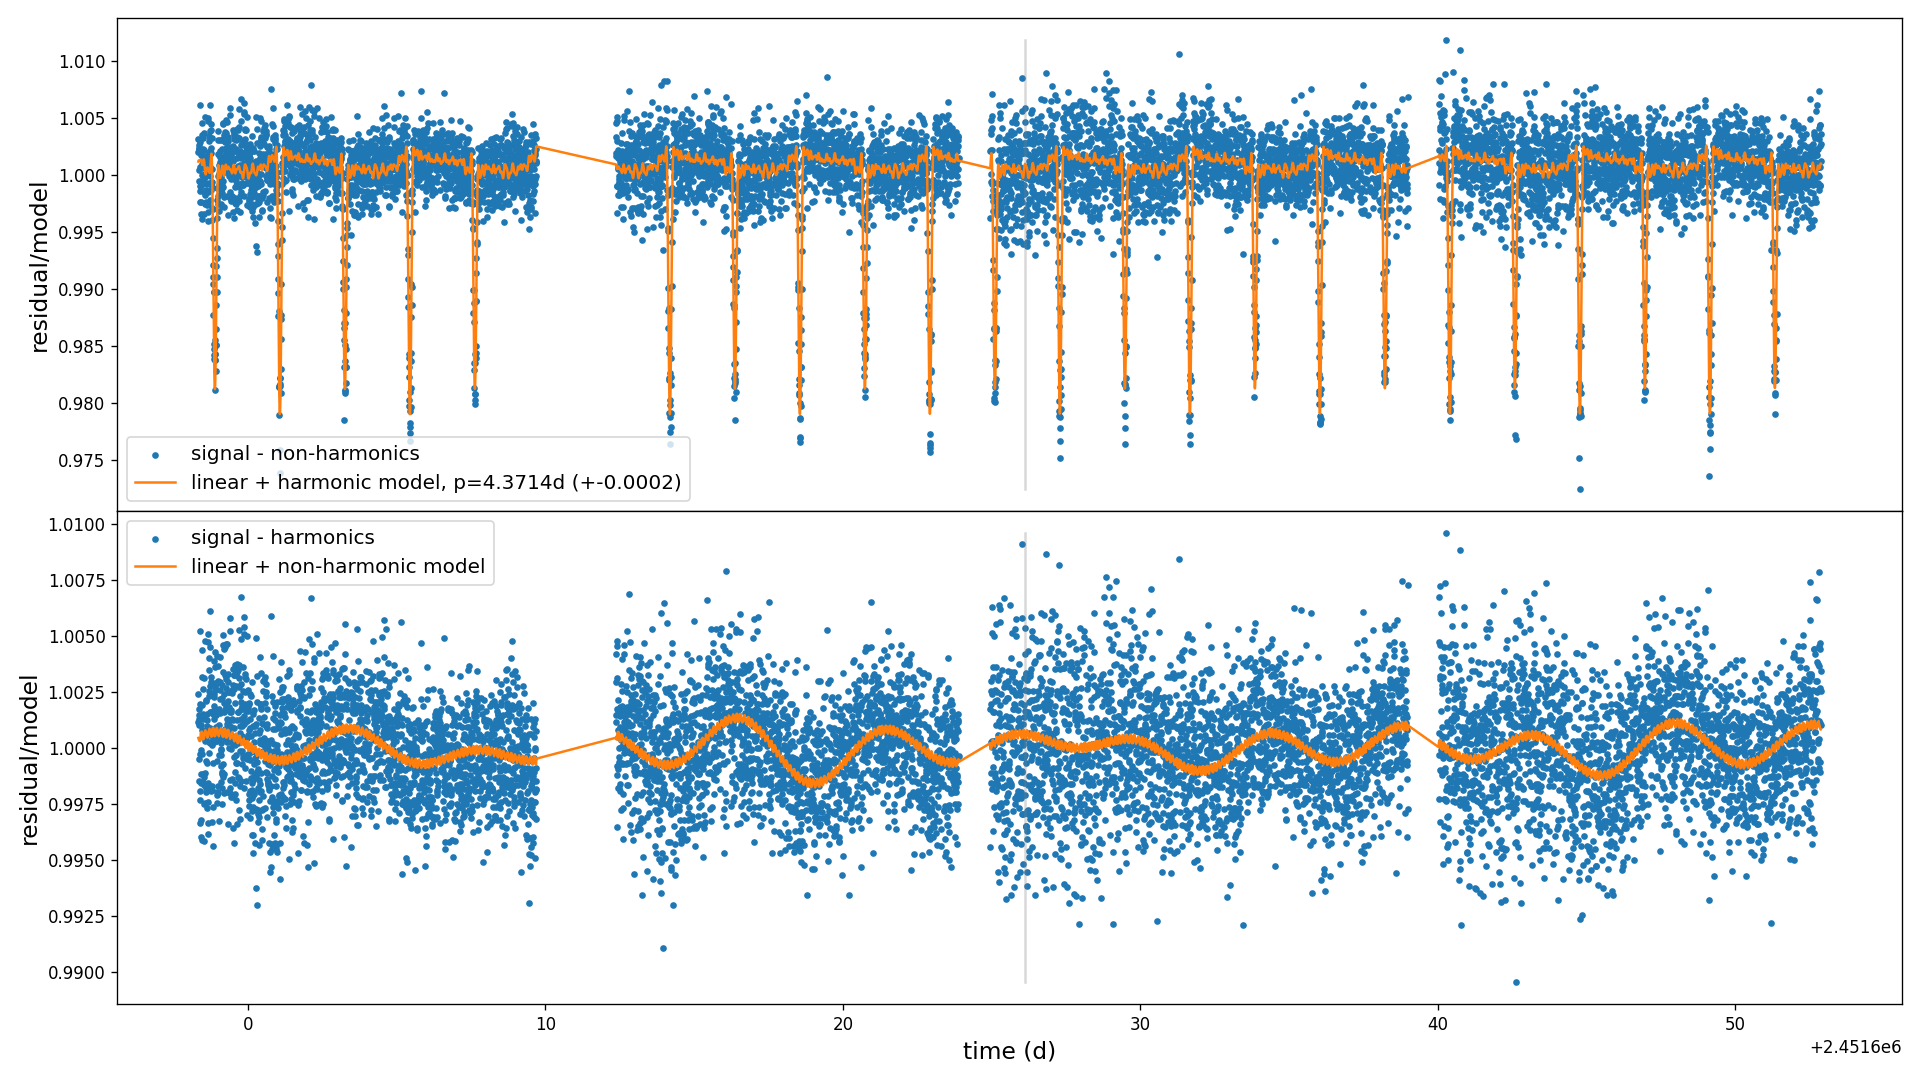 residual/model
1.010
1.005
1.000
0.995
0.990
0.985
0.980
0.975
signal - non-harmonics
linear + harmonic model, p=4.3714d (+-0.0002)
residual/model
1.0100
1.0075
1.0050
1.0025
1.0000
0.9975
0.9950
0.9925
0.9900
signal - harmonics
linear + non-harmonic model
0 10 20 30 40 50
time (d)
+2.4516e6